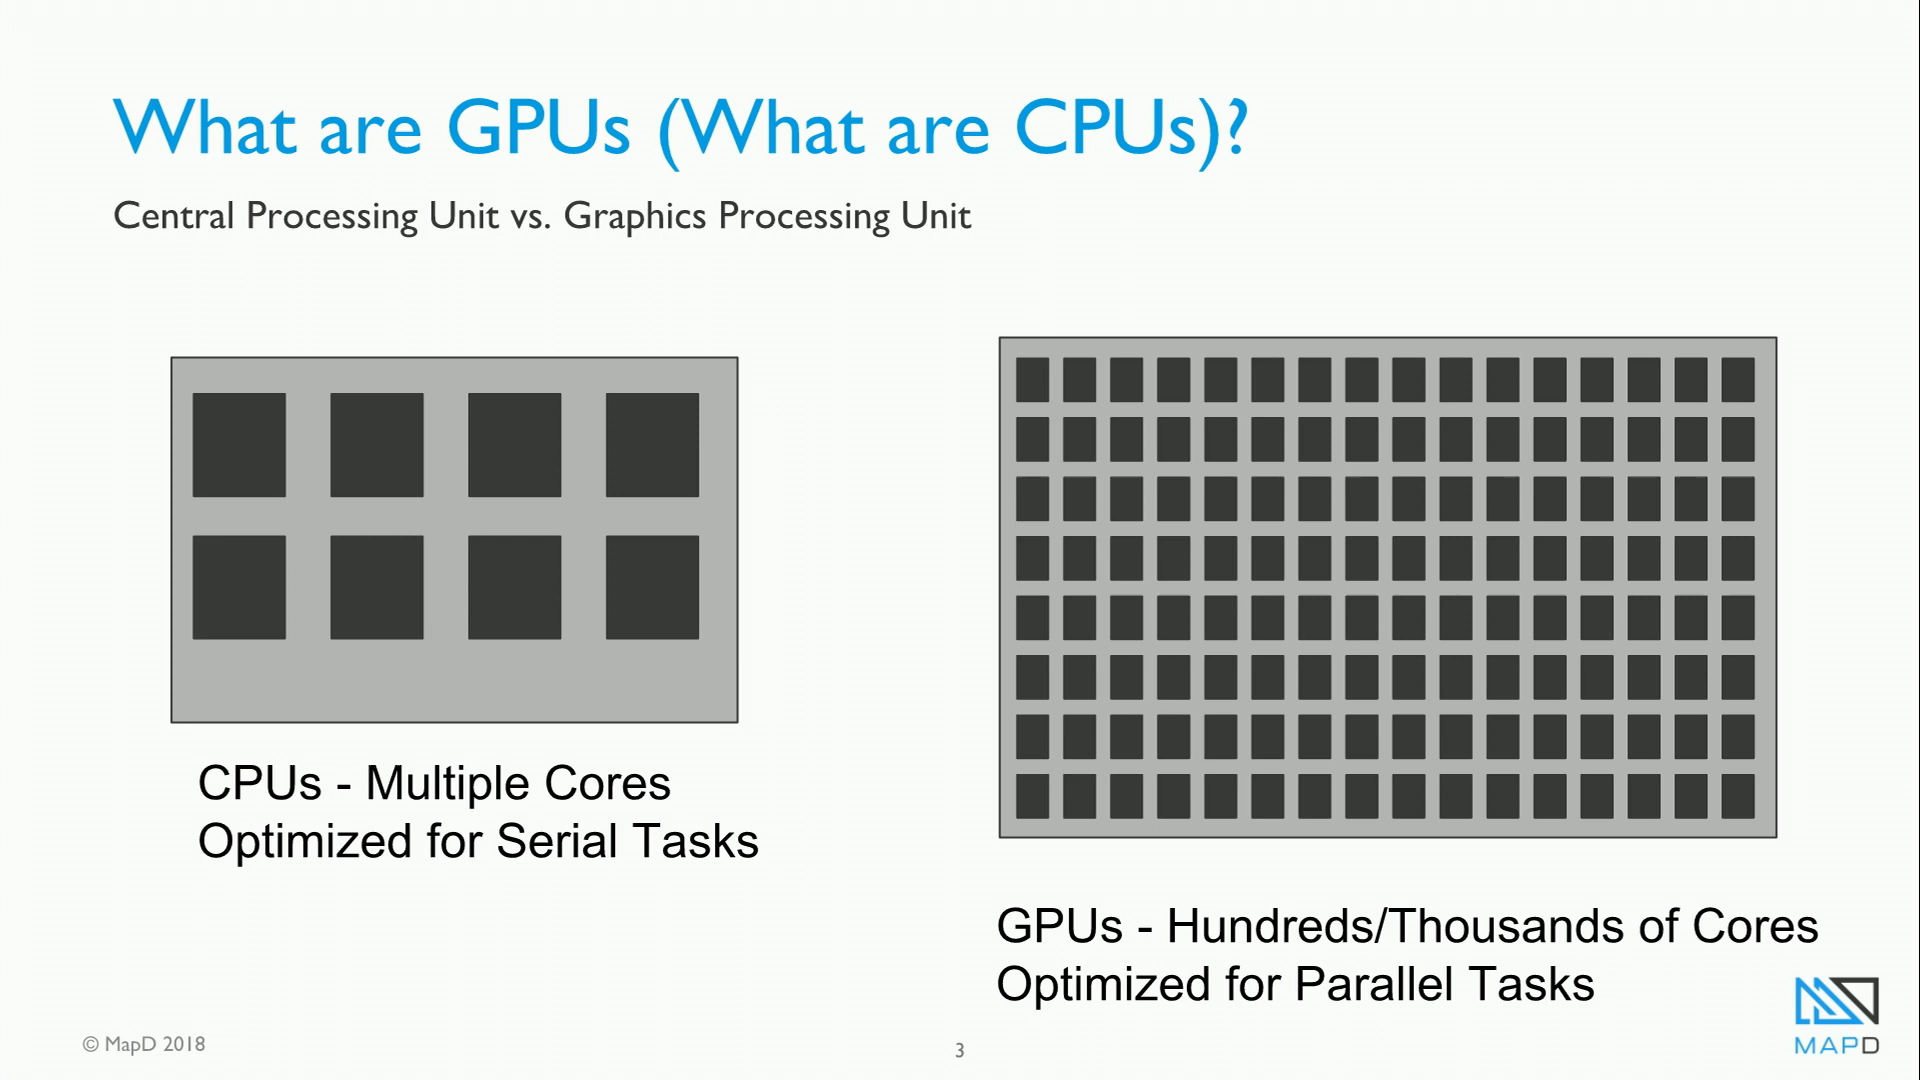 What are GPUs (What are CPUs)?
Central Processing Unit vs. Graphics Processing Unit
CPUs - Multiple Cores
Optimized for Serial Tasks
GPUs - Hundreds/Thousands of Cores
Optimized for Parallel Tasks
© MapD 2018
3
MAPD